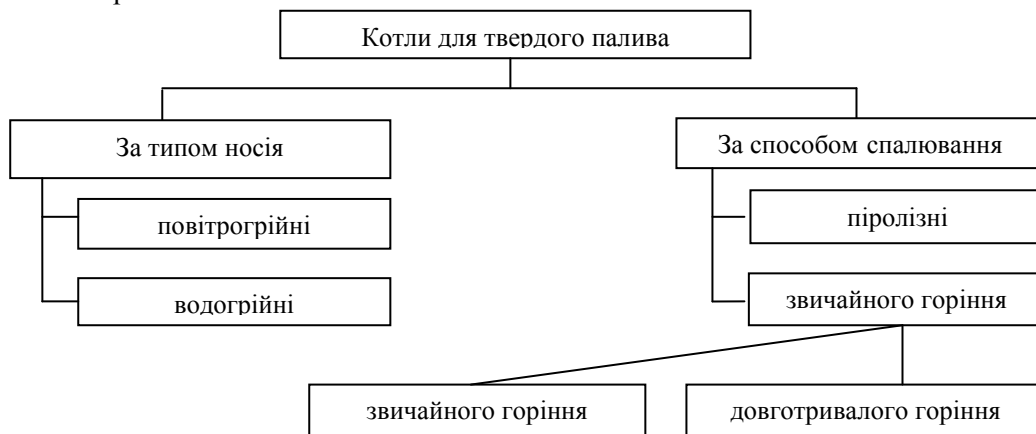 Котли для твердого палива
За типом носія
За способом спалювання
повітрогрійні
піролізні
водогрійні
звичайного горіння
звичайного горіння
довготривалого горіння